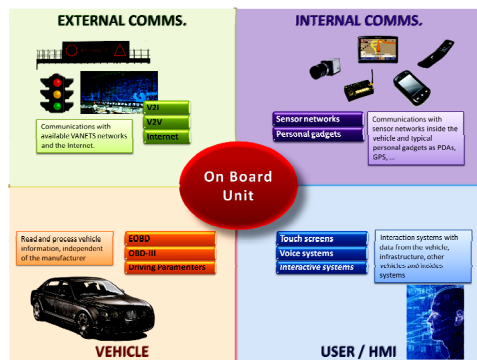 EXTERNAL COMMS.
V2I
V2V
Internet
Communications with
available VANETS networks
and the Internet.
INTERNAL COMMS.
Sensor networks
Personal gadgets
Communications with
sensor networks inside the
vehicle and typical
personal gadgets as PDAs,
GPS, ...
On Board
Unit
Read and process vehicle
information, independent
of the manufacturer
EOBD
OBD-III
Driving Paramenters
VEHICLE
Touch screens
Voice systems
Interactive systems
Interaction systems with
data from the vehicle,
infrastructure, other
vehicles and insides
systems
USER / HMI